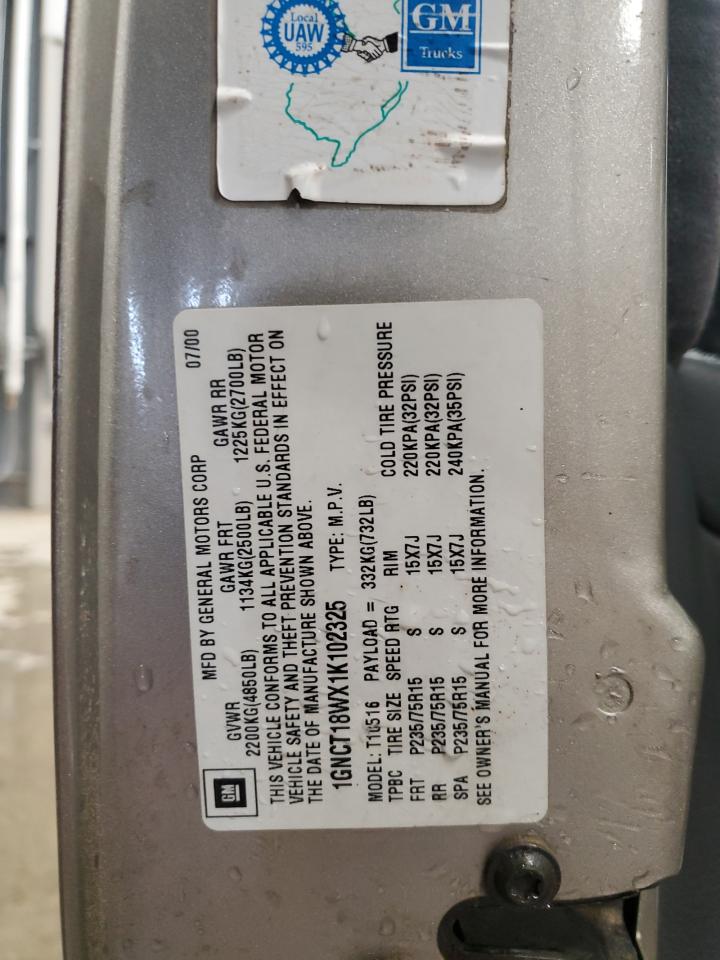 Local
UAW
595
GM
Trucks
GM
MFD BY GENERAL MOTORS CORP 07/00
GVWR GAWR FRT GAWR RR
2200KG(4850LB) 1134KG(2500LB) 1225KG(2700LB)
THIS VEHICLE CONFORMS TO ALL APPLICABLE U.S. FEDERAL MOTOR
VEHICLE SAFETY AND THEFT PREVENTION STANDARDS IN EFFECT ON
THE DATE OF MANUFACTURE SHOWN ABOVE.
1GNCT18WX1K102325 TYPE: M.P.V.
MODEL: T10516 PAYLOAD = 332KG(732LB)
TPBC TIRE SIZE SPEED RTG RIM COLD TIRE PRESSURE
FRT P235/75R15 S 15X7J 220KPA(32PSI)
RR P235/75R15 S 15X7J 220KPA(32PSI)
SPA P235/75R15 S 15X7J 240KPA(35PSI)
SEE OWNER'S MANUAL FOR MORE INFORMATION.